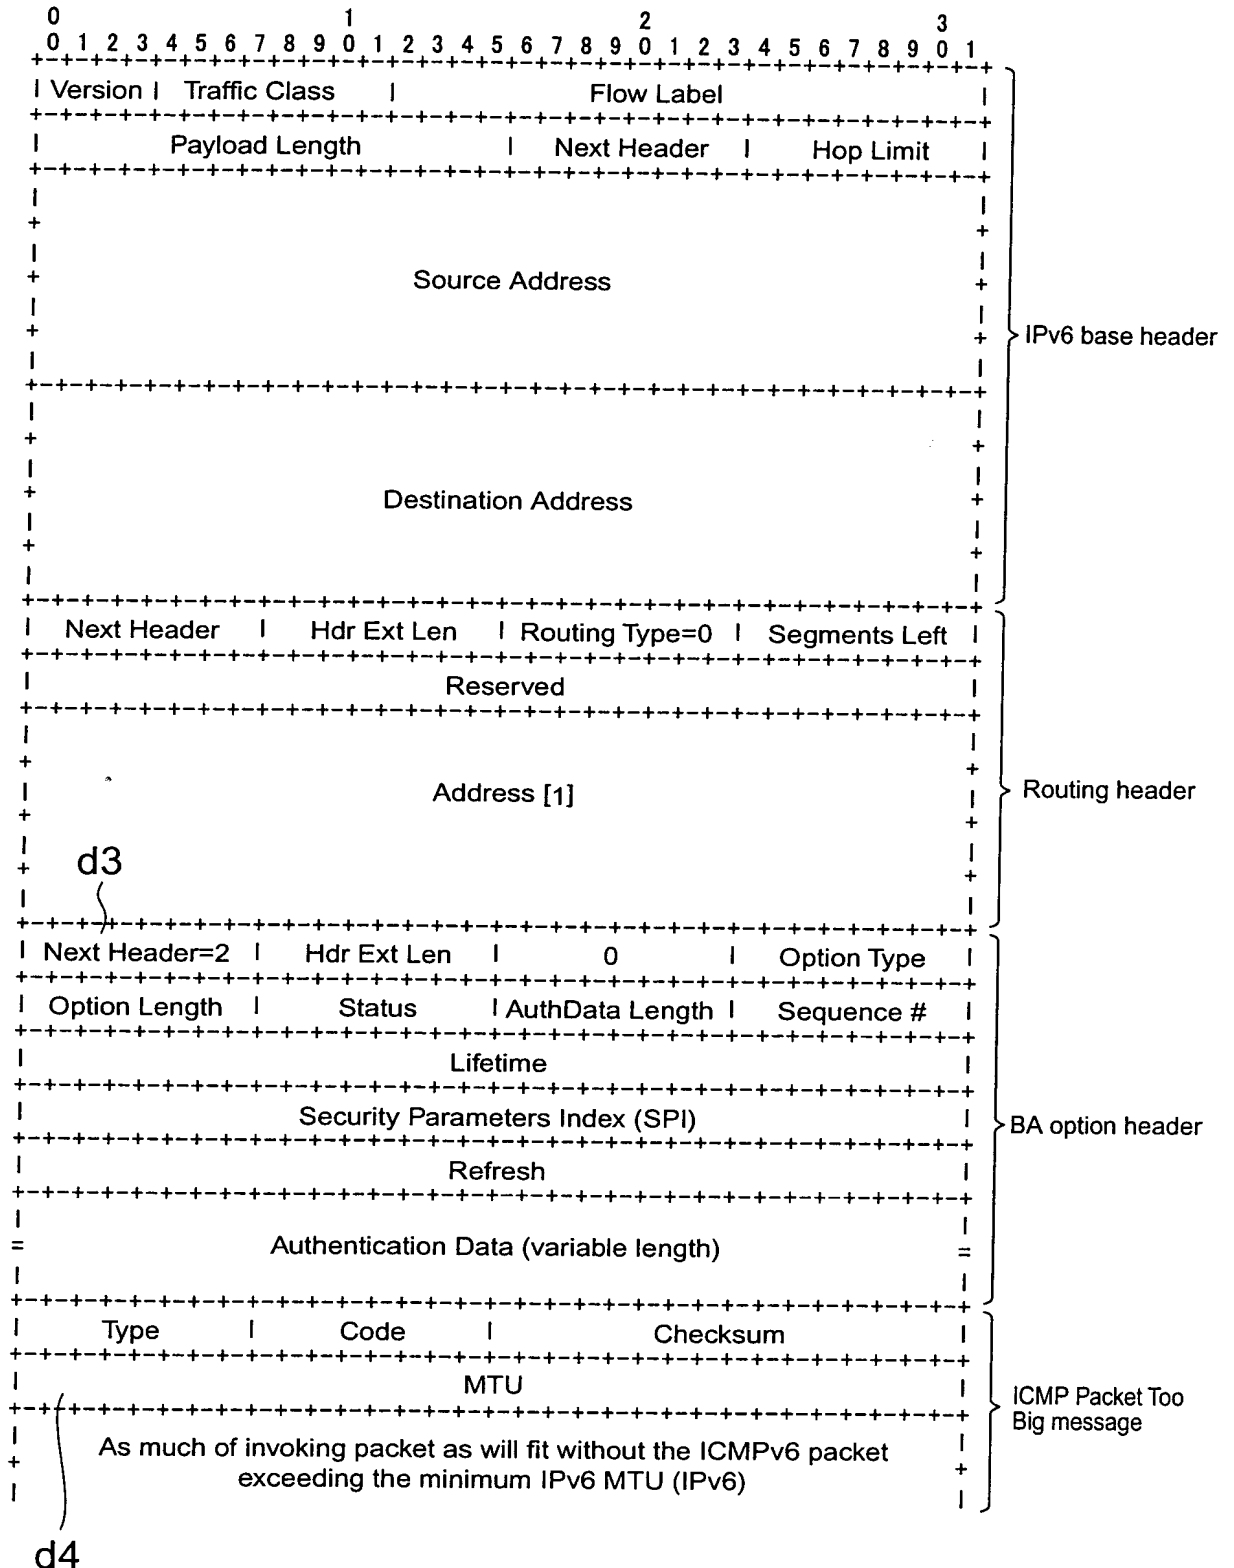 0 1 2 3
0 1 2 3 4 5 6 7 8 9 0 1 2 3 4 5 6 7 8 9 0 1 2 3 4 5 6 7 8 9 0 1
Version Traffic Class Flow Label
Payload Length Next Header Hop Limit
Source Address
IPv6 base header
Destination Address
Next Header Hdr Ext Len Routing Type=0 Segments Left
Reserved
Address [1]
Routing header
d3
Next Header=2 Hdr Ext Len 0 Option Type
Option Length Status AuthData Length Sequence #
Lifetime
Security Parameters Index (SPI)
BA option header
Refresh
Authentication Data (variable length)
Type Code Checksum
MTU
ICMP Packet Too
Big message
As much of invoking packet as will fit without the ICMPv6 packet
exceeding the minimum IPv6 MTU (IPv6)
d4